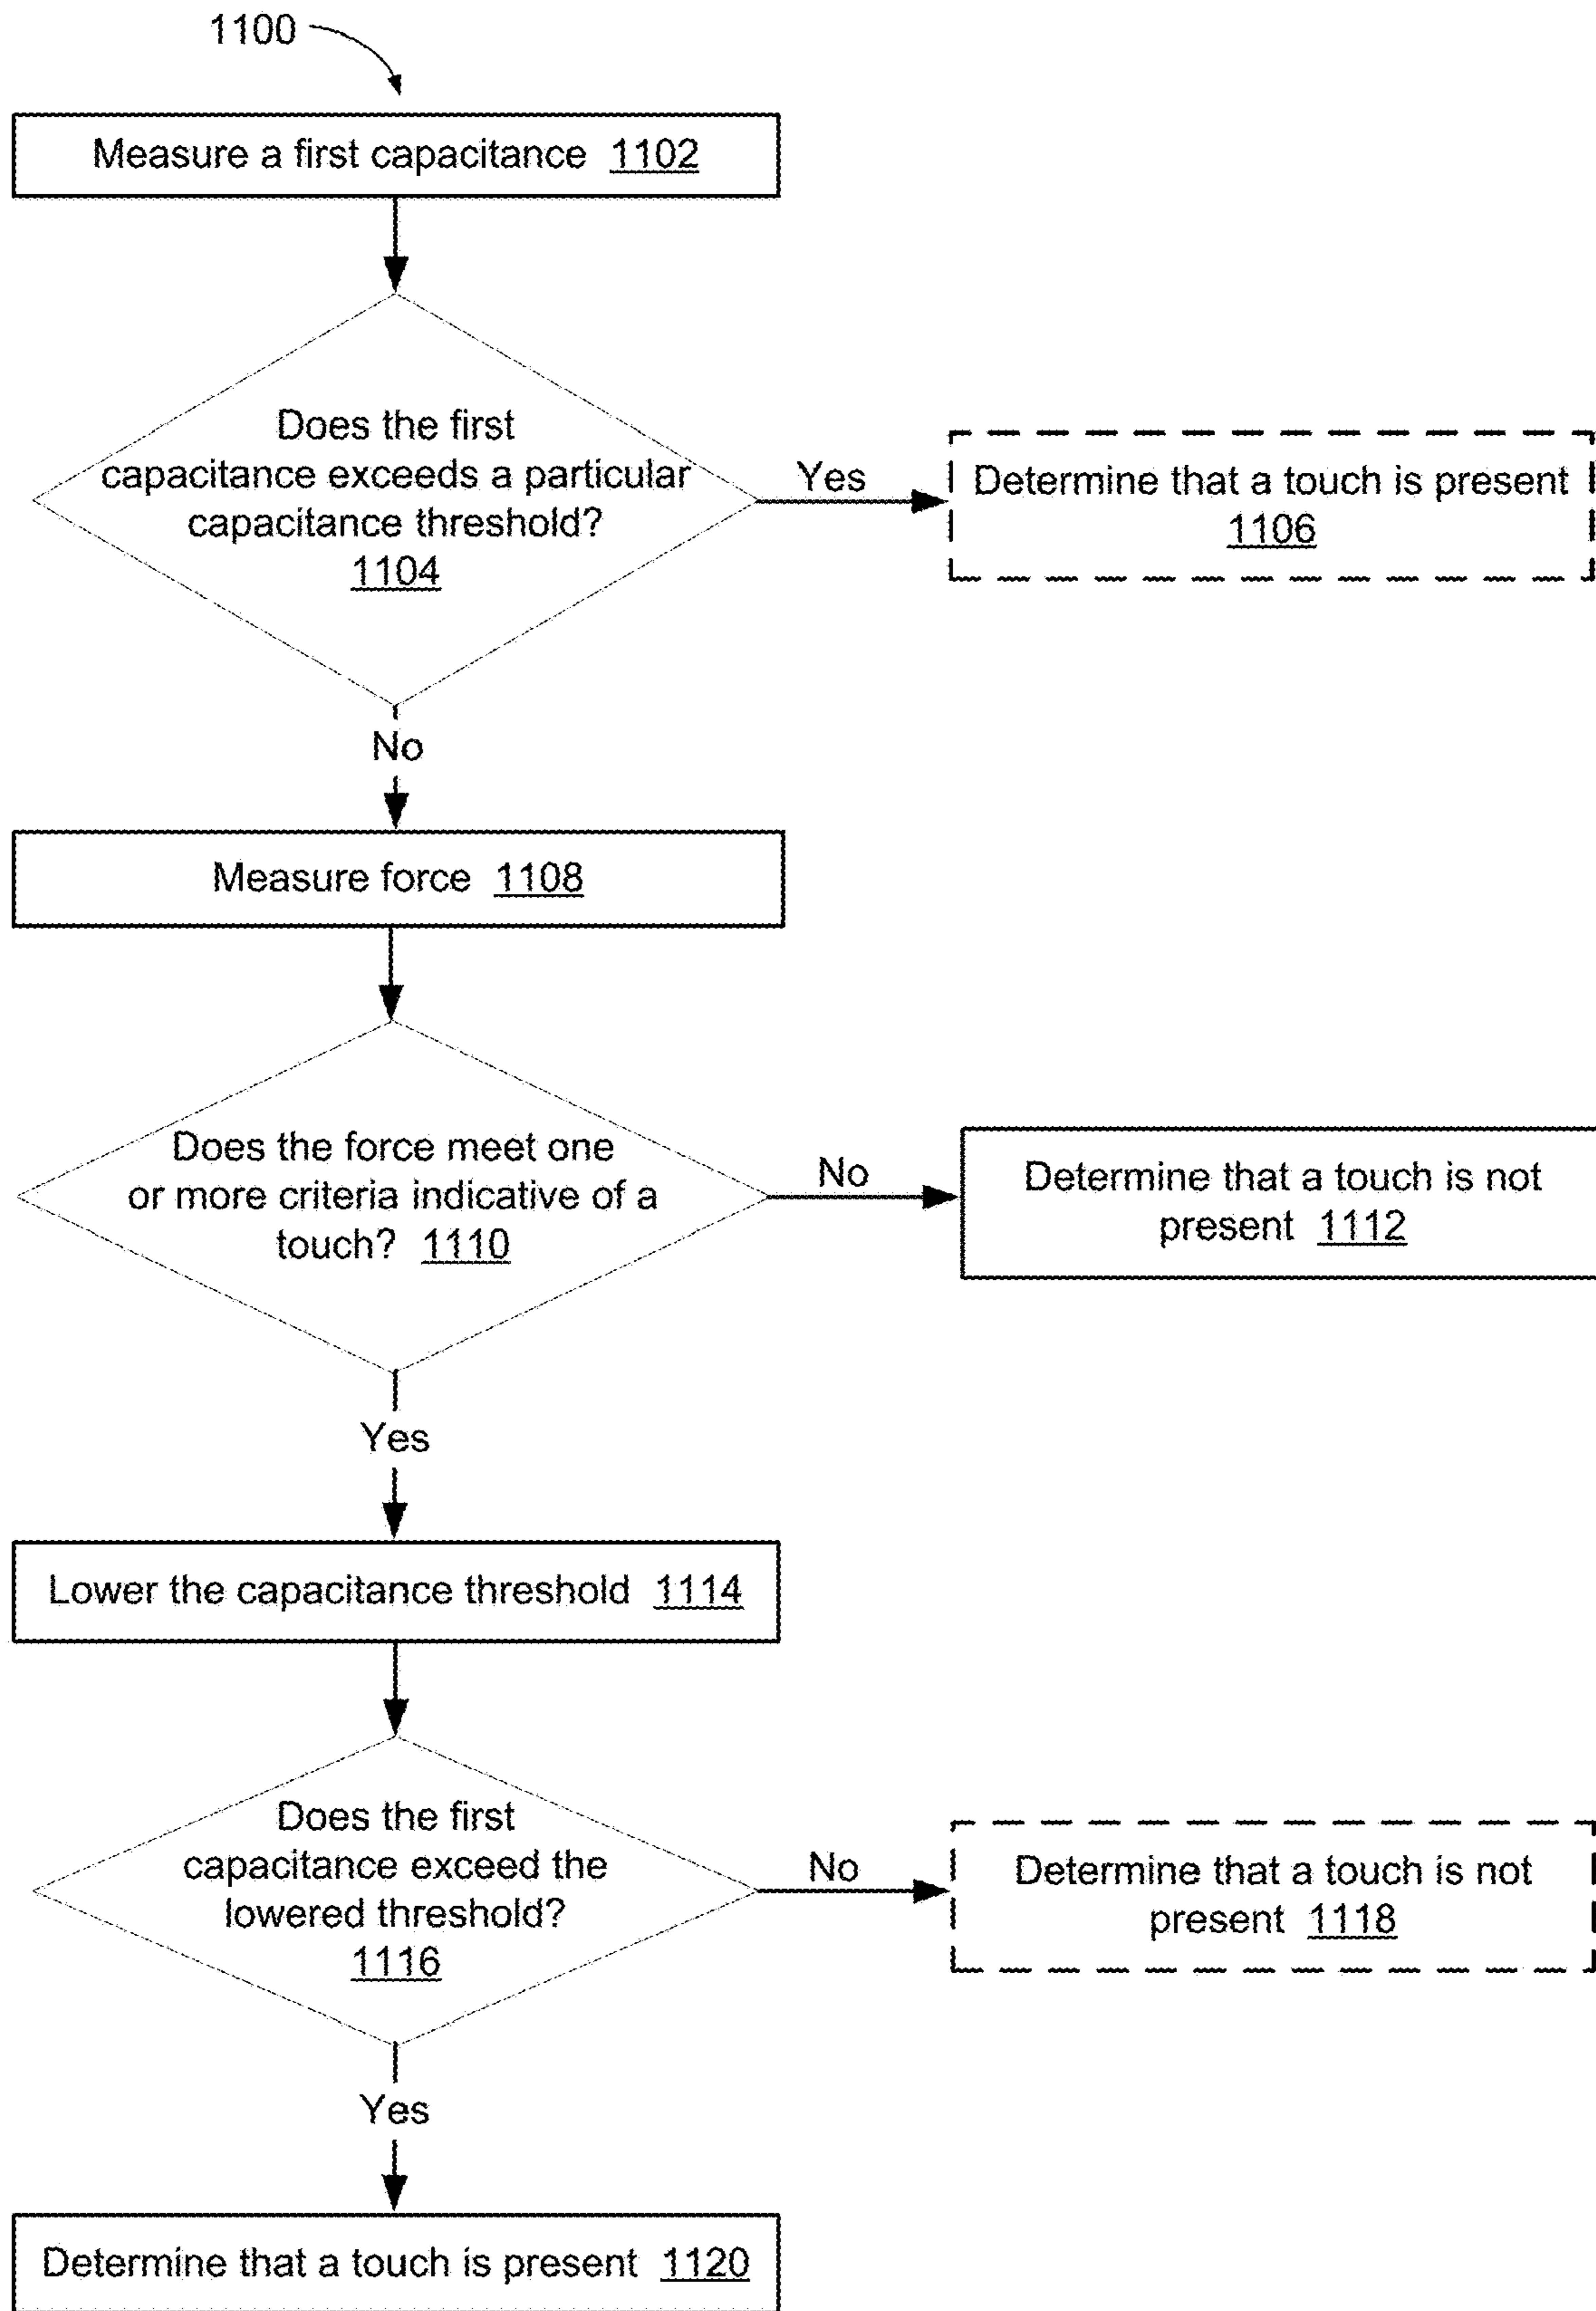 1100
Measure a first capacitance 1102
Does the first
capacitance exceeds a particular
capacitance threshold?
1104
Yes
Determine that a touch is present
1106
No
Measure force 1108
Does the force meet one
or more criteria indicative of a
touch? 1110
No
Determine that a touch is not
present 1112
Yes
Lower the capacitance threshold 1114
Does the first
capacitance exceed the
lowered threshold?
1116
No
Determine that a touch is not
present 1118
Yes
Determine that a touch is present 1120